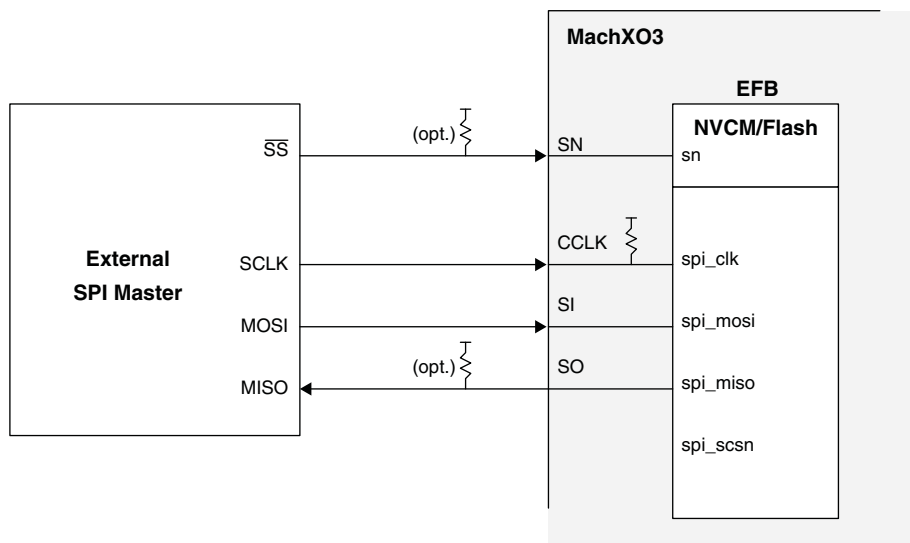 MachXO3
EFB
NVCM/Flash
sn
(opt.)
SS
SN
External
SPI Master
SCLK
CCLK
spi_clk
MOSI
SI
spi_mosi
(opt.)
MISO
SO
spi_miso
spi_scsn